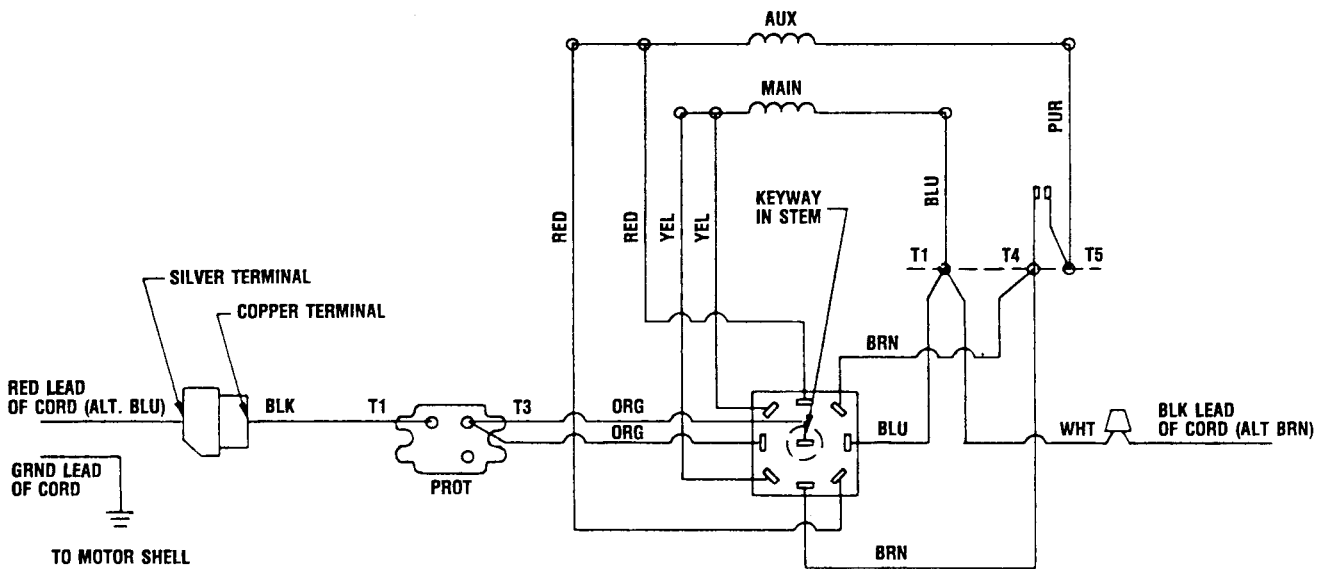 AUX
MAIN
PUR
BLU
KEYWAY
IN STEM
RED
RED
YEL
YEL
T1
T4
T5
SILVER TERMINAL
COPPER TERMINAL
BRN
RED LEAD
OF CORD (ALT. BLU)
BLK
T1
T3
ORG
ORG
BLU
WHT
BLK LEAD
OF CORD (ALT BRN)
GRND LEAD
OF CORD
PROT
TO MOTOR SHELL
BRN